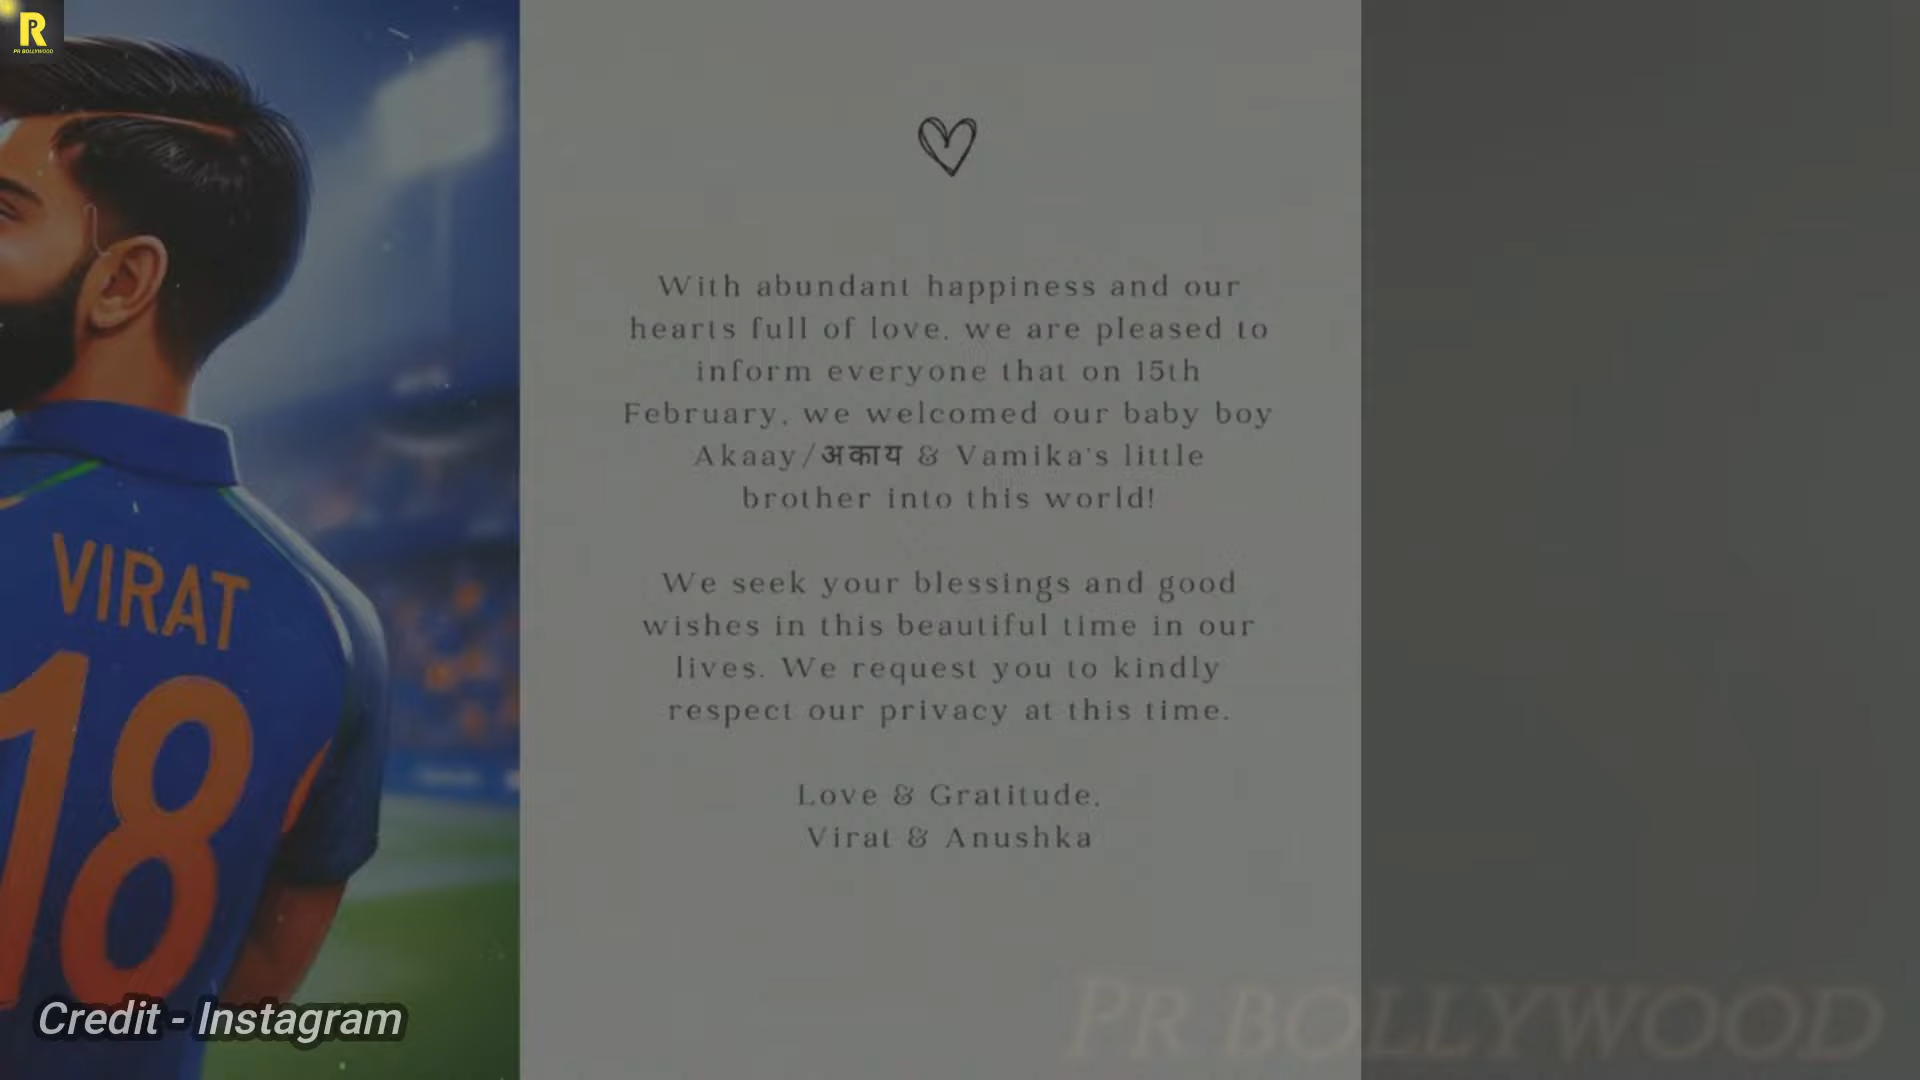 R
P
PR BOLLYWOOD
VIRAT
18
With abundant happiness and our
hearts full of love, we are pleased to
inform everyone that on 15th
February, we welcomed our baby boy
Akaay/अकाय & Vamika's little
brother into this world!
We seek your blessings and good
wishes in this beautiful time in our
lives. We request you to kindly
respect our privacy at this time.
Love & Gratitude,
Virat & Anushka
Credit - Instagram
PR BOLLYWOOD